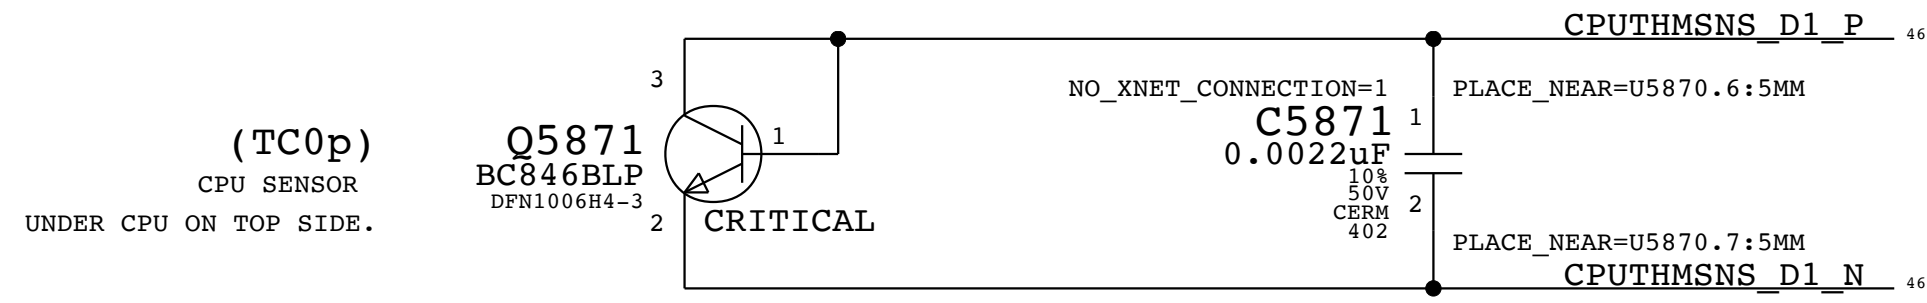 CPUTHMSNS_D1_P 46
3
NO_XNET_CONNECTION=1
PLACE_NEAR=U5870.6:5MM
(TC0p)
CPU SENSOR
UNDER CPU ON TOP SIDE.
Q5871
BC846BLP
DFN1006H4-3
1
2
CRITICAL
C5871
0.0022uF
10%
50V
CERM
402
1
2
PLACE_NEAR=U5870.7:5MM
CPUTHMSNS_D1_N 46